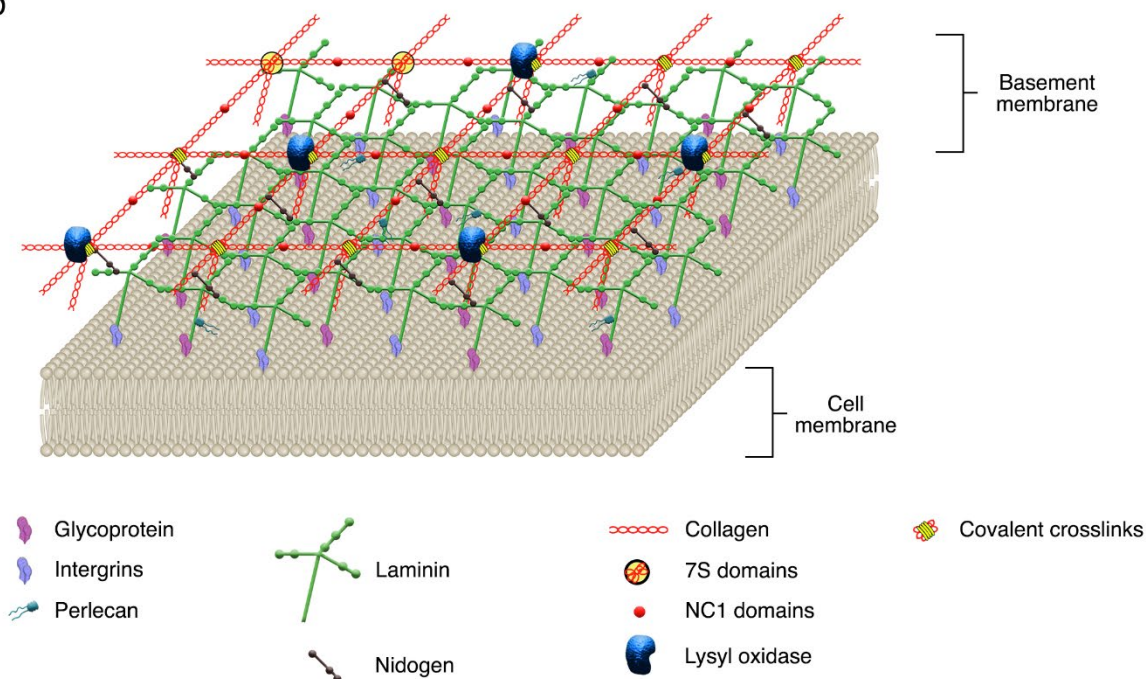 Basement
membrane
Cell
membrane
Glycoprotein
Intergrins
Perlecan
Laminin
Nidogen
Collagen
7S domains
NC1 domains
Lysyl oxidase
Covalent crosslinks